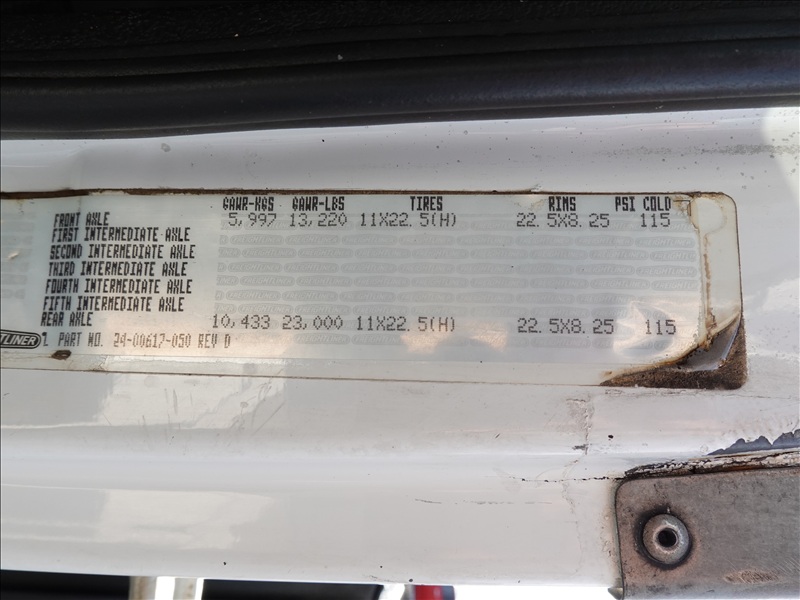 GAWR-KGS GAWR-LBS TIRES RIMS PSI COLD
FRONT AXLE 5,997 13,220 11X22.5(H) 22.5X8.25 115
FIRST INTERMEDIATE AXLE
SECOND INTERMEDIATE AXLE
THIRD INTERMEDIATE AXLE
FOURTH INTERMEDIATE AXLE
FIFTH INTERMEDIATE AXLE
REAR AXLE 10,433 23,000 11X22.5(H) 22.5X8.25 115
PART NO. 24-00617-050 REV D